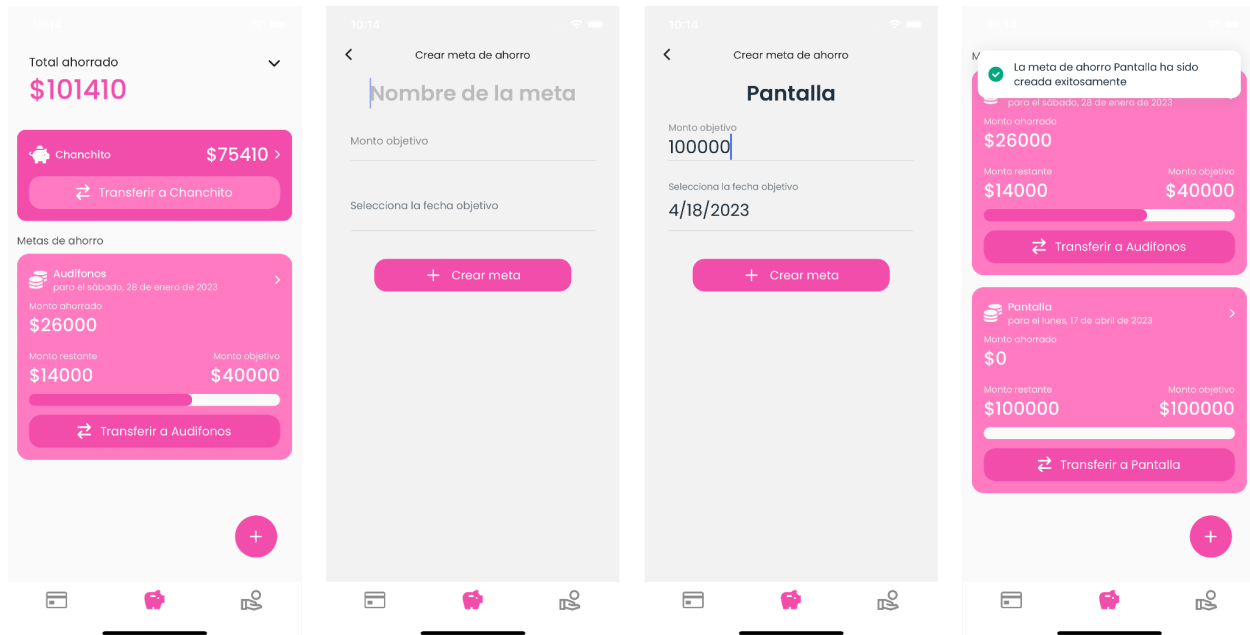 Total ahorrado
$101410
Chanchito
$75410
Transferir a Chanchito
Metas de ahorro
Audifonos
para el sábado, 28 de enero de 2023
Monto ahorrado
$26000
Monto restante
Monto objetivo
$14000
$40000
Transferir a Audifonos
10:14
Crear meta de ahorro
Nombre de la meta
Monto objetivo
Selecciona la fecha objetivo
Crear meta
10:14
Crear meta de ahorro
Pantalla
Monto objetivo
100000
Selecciona la fecha objetivo
4/18/2023
Crear meta
La meta de ahorro Pantalla ha sido
creada exitosamente
para el sábado, 28 de enero de 2023
Monto ahorrado
$26000
Monto restante
Monto objetivo
$14000
$40000
Transferir a Audifonos
Pantalla
para el lunes, 17 de abril de 2023
Monto ahorrado
$0
Monto restante
Monto objetivo
$100000
$100000
Transferir a Pantalla